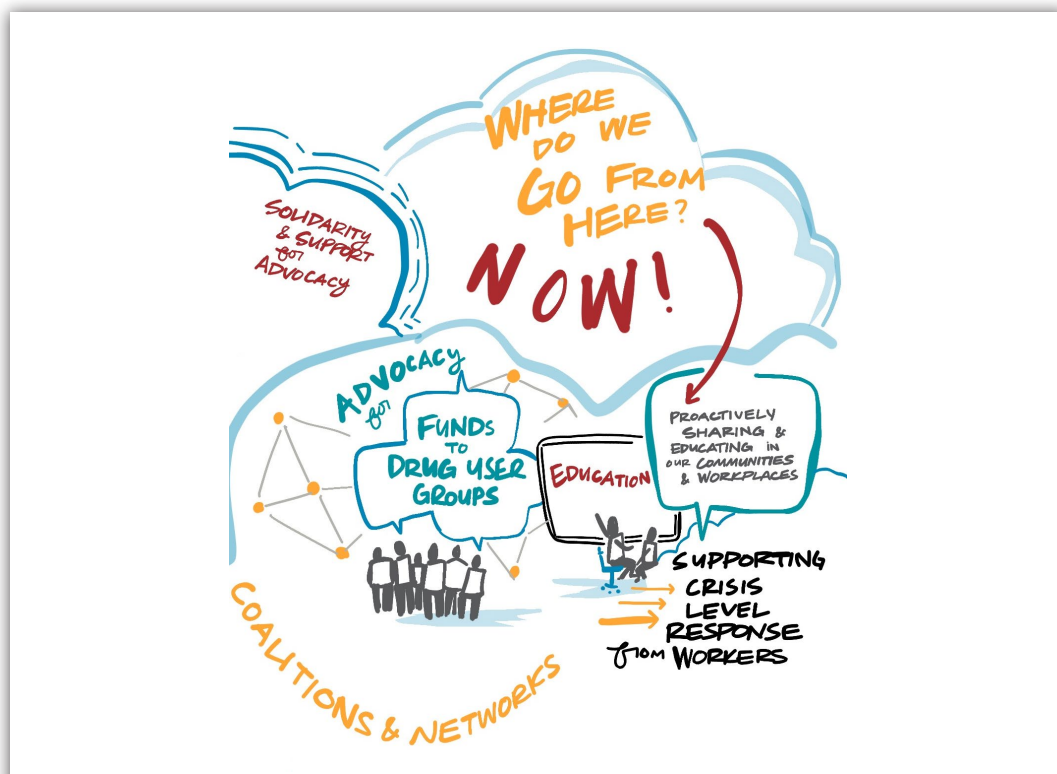 WHERE
DO WE
GO FROM
HERE?
NOW!
SOLIDARITY
& SUPPORT
for
ADVOCACY
ADVOCACY
for
FUNDS
TO
DRUG USER
GROUPS
EDUCATION
PROACTIVELY
SHARING &
EDUCATING IN
OUR COMMUNITIES
& WORKPLACES
SUPPORTING
CRISIS
LEVEL
RESPONSE
from WORKERS
COALITIONS & NETWORKS